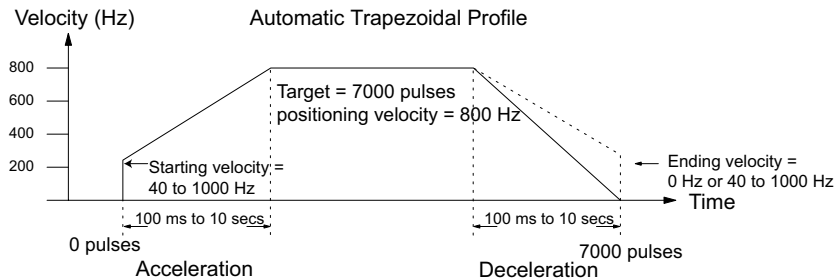 Velocity (Hz)
Automatic Trapezoidal Profile
800
600
400
200
Target = 7000 pulses
positioning velocity = 800 Hz
Starting velocity =
40 to 1000 Hz
Ending velocity =
0 Hz or 40 to 1000 Hz
Time
100 ms to 10 secs
100 ms to 10 secs
0 pulses
7000 pulses
Acceleration
Deceleration